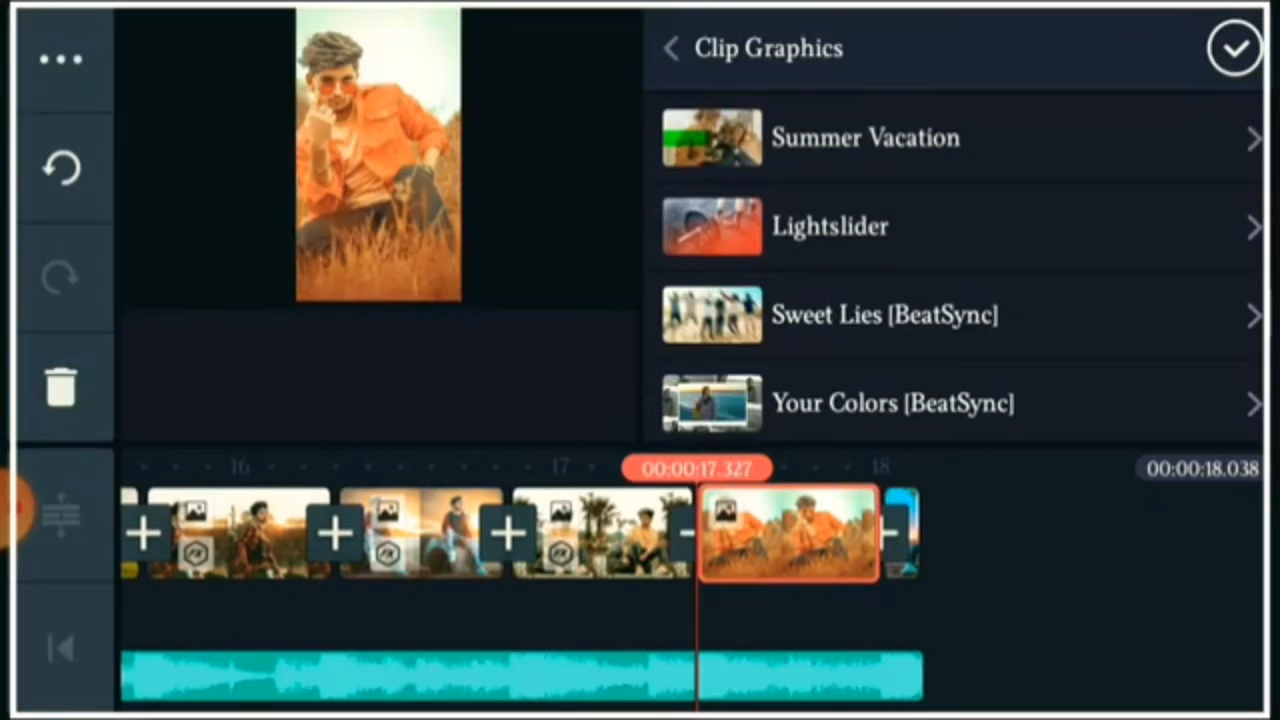 Clip Graphics
Summer Vacation
Lightslider
Sweet Lies [BeatSync]
Your Colors [BeatSync]
16
17
00:00:17.327
18
00:00:18.038